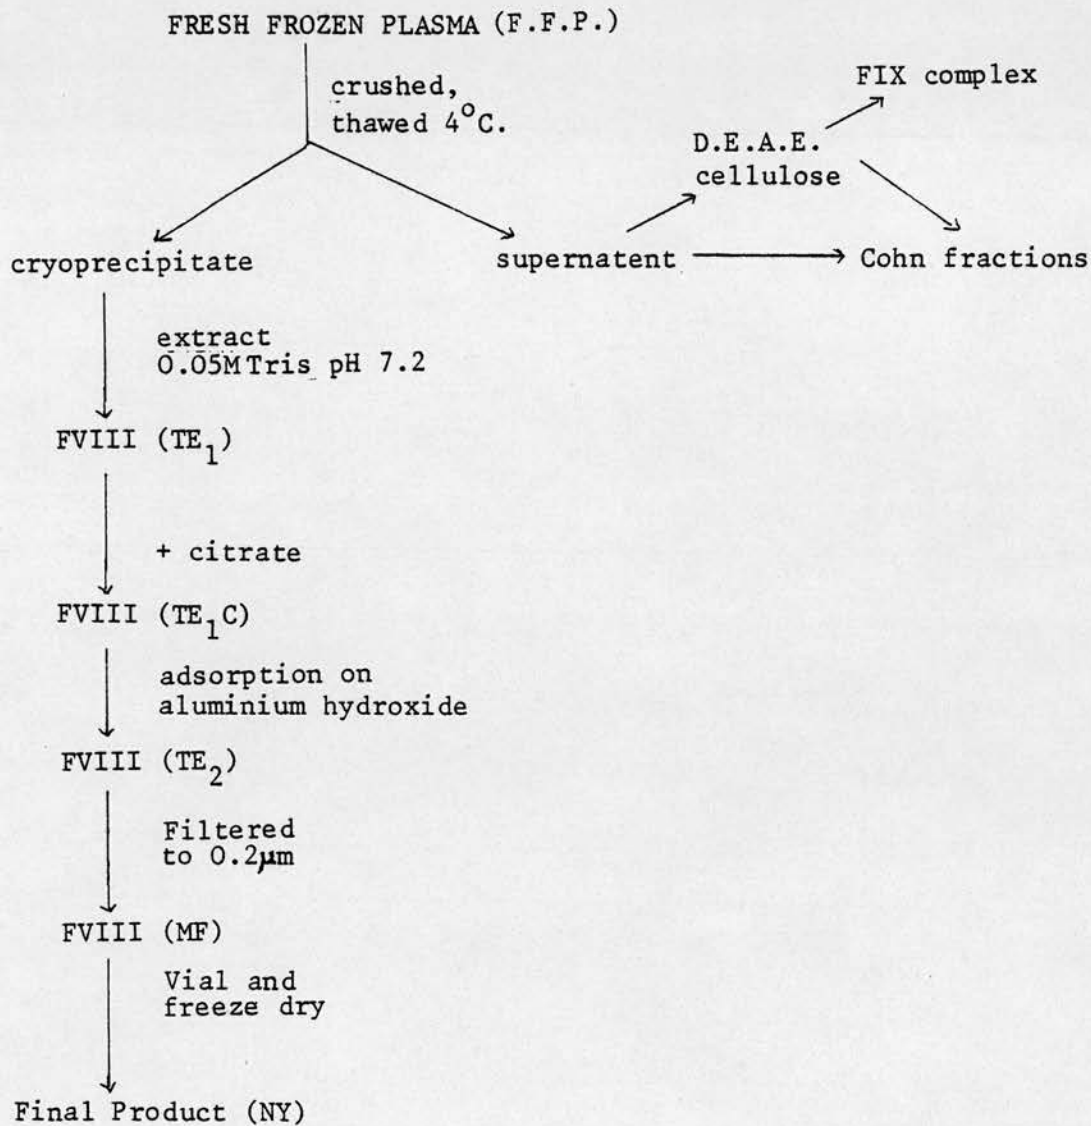 FRESH FROZEN PLASMA (F.F.P.)
crushed,
thawed 4°C.
FIX complex
D.E.A.E.
cellulose
cryoprecipitate
supernatent
Cohn fractions
extract
0.05M Tris pH 7.2
FVIII (TE₁)
+ citrate
FVIII (TE₁C)
adsorption on
aluminium hydroxide
FVIII (TE₂)
Filtered
to 0.2µm
FVIII (MF)
Vial and
freeze dry
Final Product (NY)